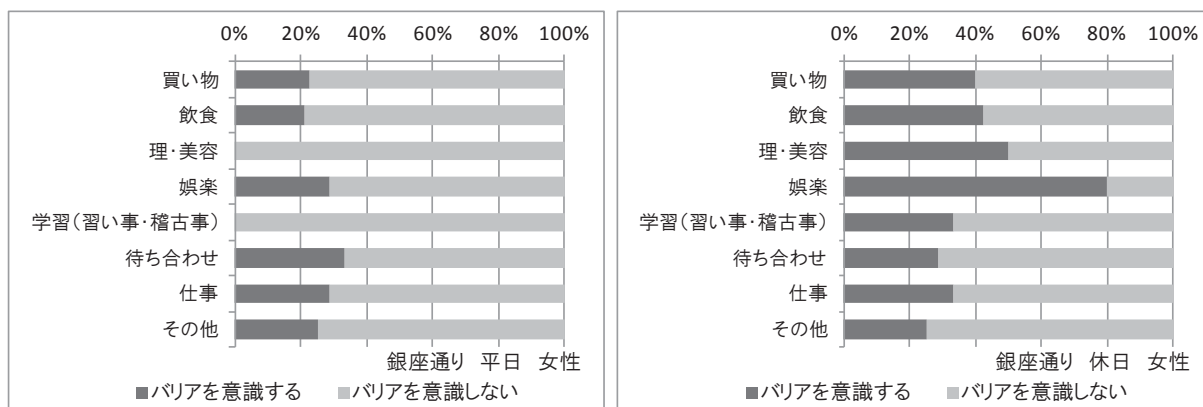 0% 20% 40% 60% 80% 100%
買い物
飲食
理・美容
娯楽
学習(習い事・稽古事)
待ち合わせ
仕事
その他
銀座通り 平日 女性
■バリアを意識する ■バリアを意識しない
0% 20% 40% 60% 80% 100%
買い物
飲食
理・美容
娯楽
学習(習い事・稽古事)
待ち合わせ
仕事
その他
銀座通り 休日 女性
■バリアを意識する ■バリアを意識しない